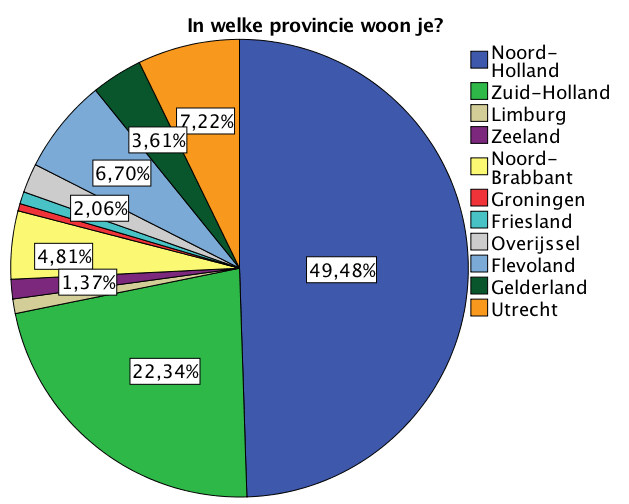 In welke provincie woon je?
Noord-
Holland
Zuid-Holland
Limburg
Zeeland
Noord-
Brabbant
Groningen
Friesland
Overijssel
Flevoland
Gelderland
Utrecht
7,22%
3,61%
6,70%
2,06%
4,81%
1,37%
49,48%
22,34%